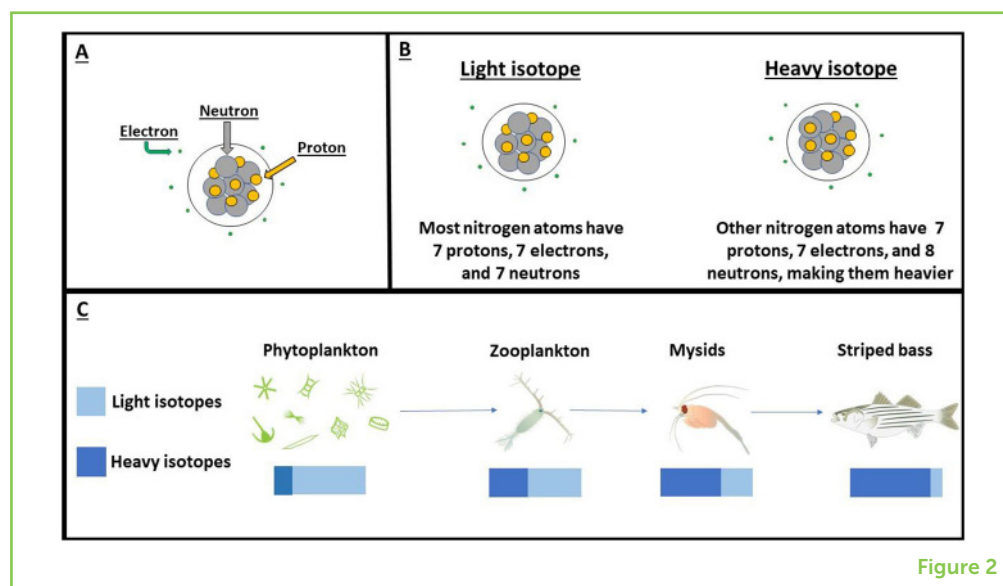 A
Neutron
Electron
Proton
B
Light isotope
Most nitrogen atoms have
7 protons, 7 electrons,
and 7 neutrons
Heavy isotope
Other nitrogen atoms have 7
protons, 7 electrons, and 8
neutrons, making them heavier
C
Phytoplankton
Zooplankton
Mysids
Striped bass
Light isotopes
Heavy isotopes
Figure 2